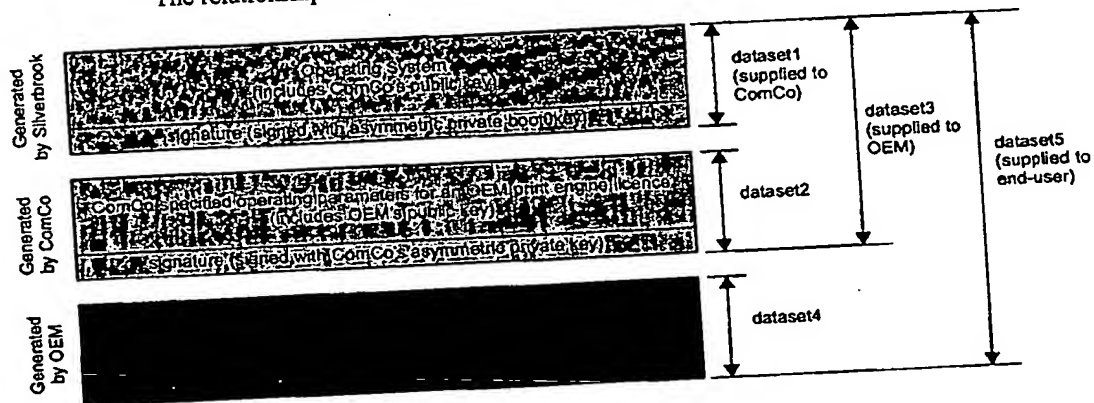 The relationship
Generated
by Silverbrook
Operating System
(includes ComCo's public key)
signature (signed with asymmetric private boot0key)
dataset1
(supplied to
ComCo)
dataset3
(supplied to
OEM)
dataset5
(supplied to
end-user)
Generated
by ComCo
ComCo specified operating parameters for an OEM print engine licence
(includes OEM's public key)
signature (signed with ComCo's asymmetric private key)
dataset2
Generated
by OEM
dataset4